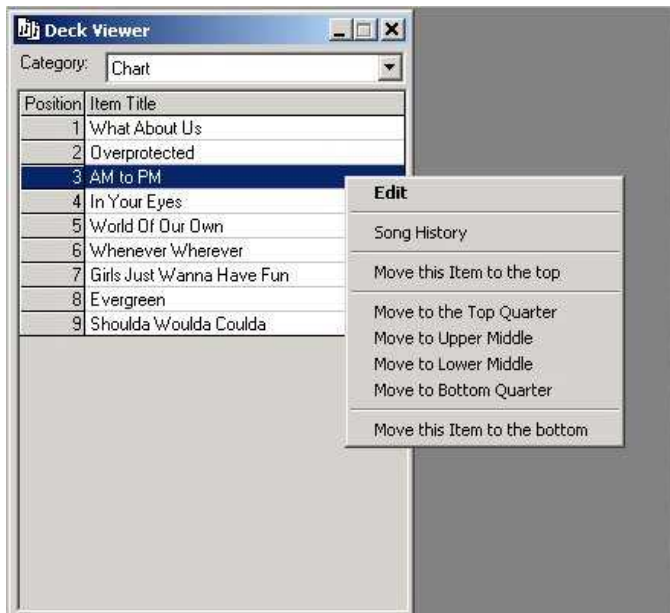 Deck Viewer
Category: Chart
Position Item Title
1 What About Us
2 Overprotected
3 AM to PM
4 In Your Eyes
5 World Of Our Own
6 Whenever Wherever
7 Girls Just Wanna Have Fun
8 Evergreen
9 Shoulda Woulda Coulda
Edit
Song History
Move this Item to the top
Move to the Top Quarter
Move to Upper Middle
Move to Lower Middle
Move to Bottom Quarter
Move this Item to the bottom